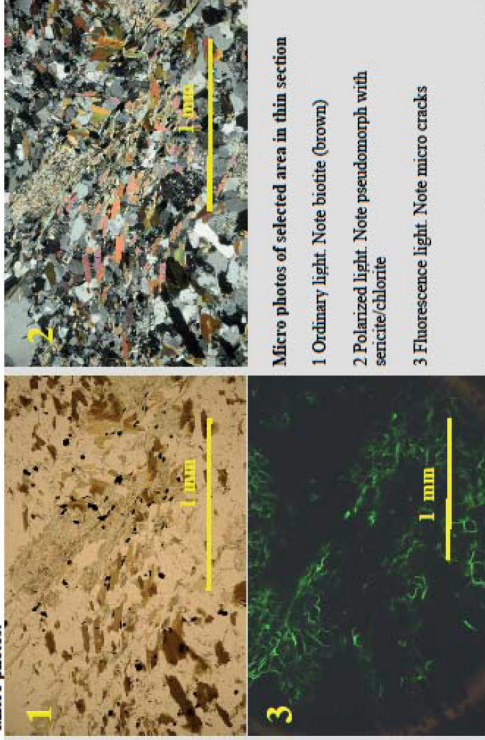 1
1 mm
2
1 mm
3
1 mm
Micro photos of selected area in thin section
1 Ordinary light. Note biotite (brown)
2 Polarized light. Note pseudomorph with
sericite/chlorite
3 Fluorescence light. Note micro cracks